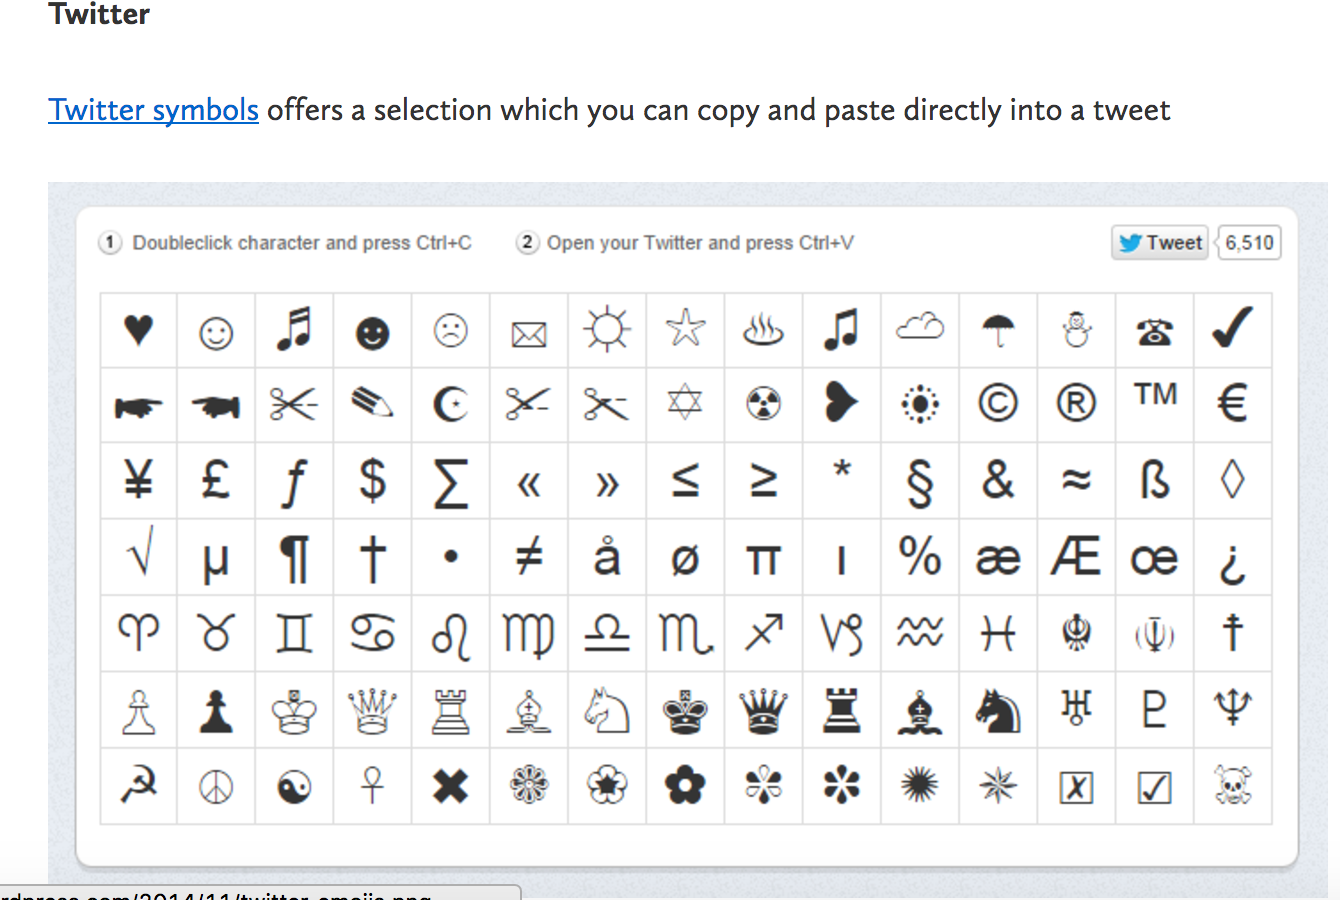 Twitter
Twitter symbols offers a selection which you can copy and paste directly into a tweet
1 Doubleclick character and press Ctrl+C 2 Open your Twitter and press Ctrl+V Tweet 6,510
♥ ☺ ♬ ☻ ☹ ✉ ☼ ☆ ♨ ♫ ☁ ☂ ☃ ☎ ✔
☛ ☚ ✄ ✎ ☪ ✃ ✁ ✡ ☢ ❥ ҉ © ® ™ €
¥ £ ƒ $ ∑ « » ≤ ≥ * § & ≈ ß ◊
√ µ ¶ † • ≠ å ø π ı % æ Æ œ ¿
♈ ♉ ♊ ♋ ♌ ♍ ♎ ♏ ♐ ♑ ♒ ♓ ☬ ☫ ☨
♙ ♟ ♔ ♕ ♖ ♗ ♘ ♚ ♛ ♜ ♝ ♞ ♅ ♇ ♆
☭ ☮ ☯ ☥ ✖ ❁ ❀ ✿ ✻ ✽ ✺ ✴ ☒ ☑ ☠
rdpress.com/2014/11/twitter-emojis.png